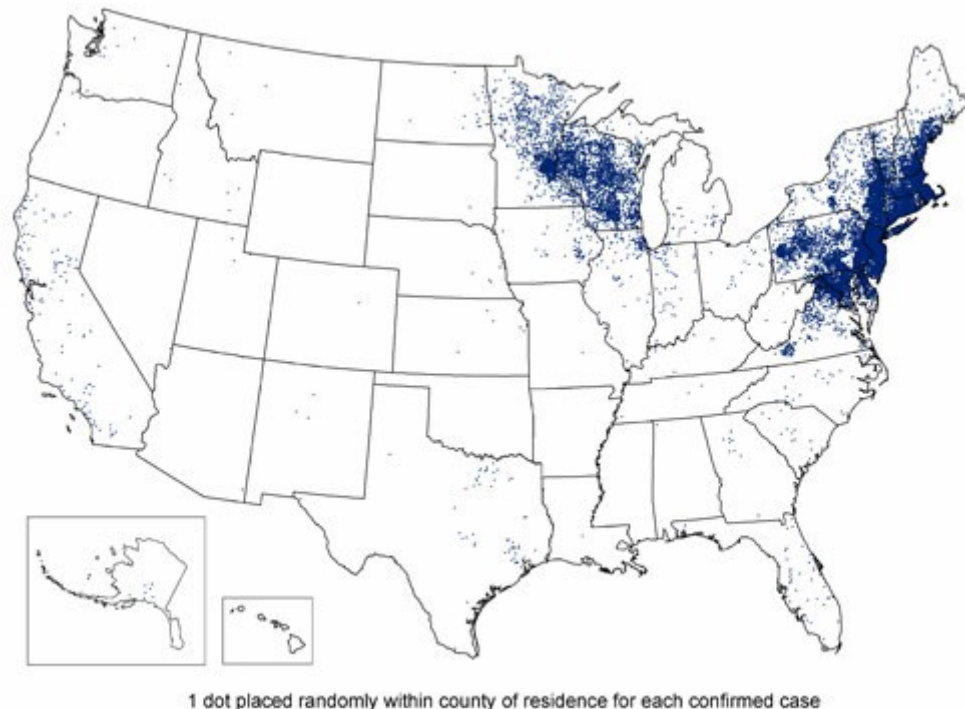 1 dot placed randomly within county of residence for each confirmed case